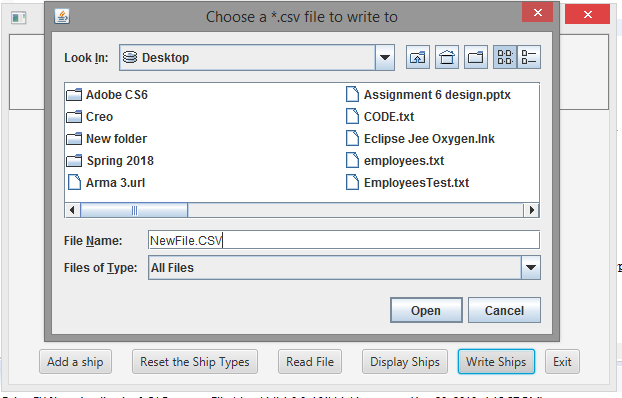 Choose a *.csv file to write to
Look In: Desktop
Adobe CS6
Creo
New folder
Spring 2018
Arma 3.url
Assignment 6 design.pptx
CODE.txt
Eclipse Jee Oxygen.lnk
employees.txt
EmployeesTest.txt
File Name: NewFile.CSV
Files of Type: All Files
Open Cancel
Add a ship Reset the Ship Types Read File Display Ships Write Ships Exit